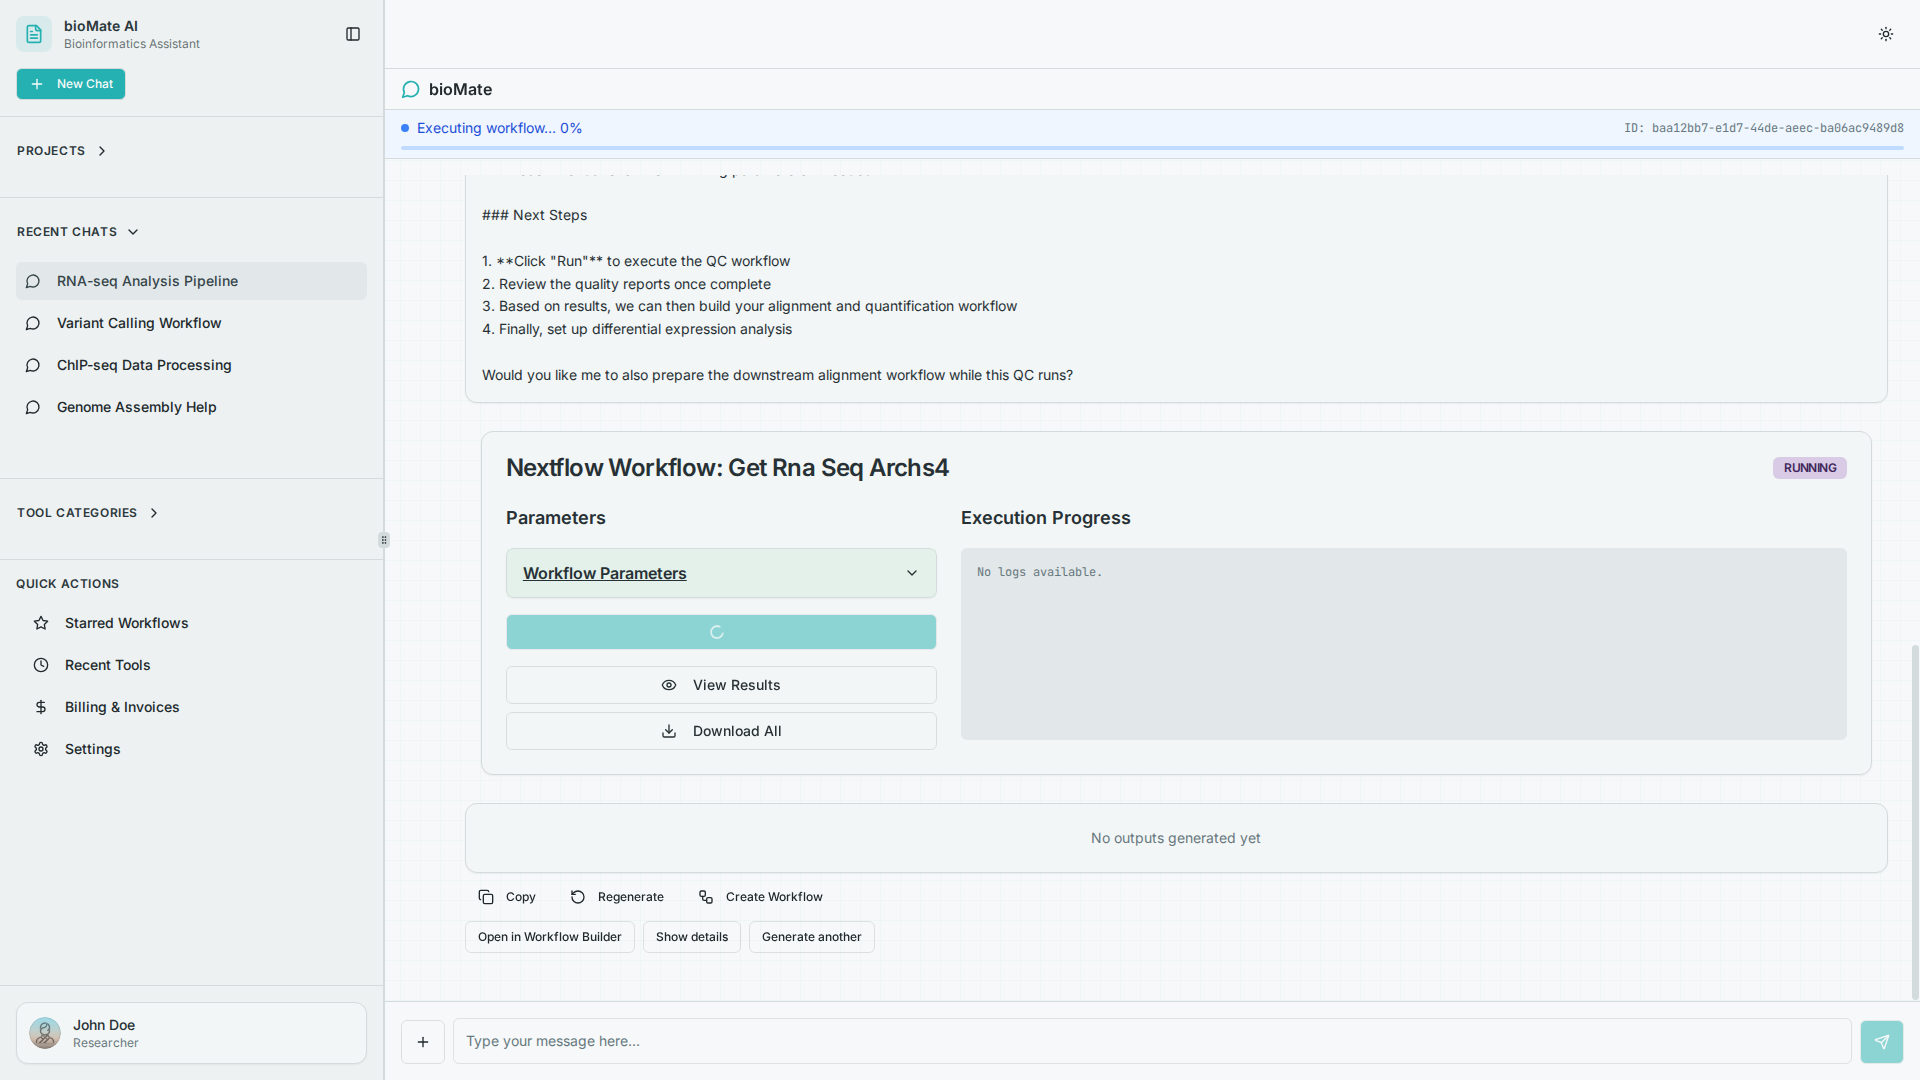 bioMate AI
Bioinformatics Assistant
New Chat
PROJECTS
RECENT CHATS
RNA-seq Analysis Pipeline
Variant Calling Workflow
ChIP-seq Data Processing
Genome Assembly Help
TOOL CATEGORIES
QUICK ACTIONS
Starred Workflows
Recent Tools
Billing & Invoices
Settings
John Doe
Researcher
bioMate
Executing workflow... 0%
ID: baa12bb7-e1d7-44de-aeec-ba06ac9489d8
### Next Steps
1. **Click "Run"** to execute the QC workflow
2. Review the quality reports once complete
3. Based on results, we can then build your alignment and quantification workflow
4. Finally, set up differential expression analysis
Would you like me to also prepare the downstream alignment workflow while this QC runs?
Nextflow Workflow: Get Rna Seq Archs4
RUNNING
Parameters
Execution Progress
Workflow Parameters
No logs available.
View Results
Download All
No outputs generated yet
Copy
Regenerate
Create Workflow
Open in Workflow Builder
Show details
Generate another
Type your message here...